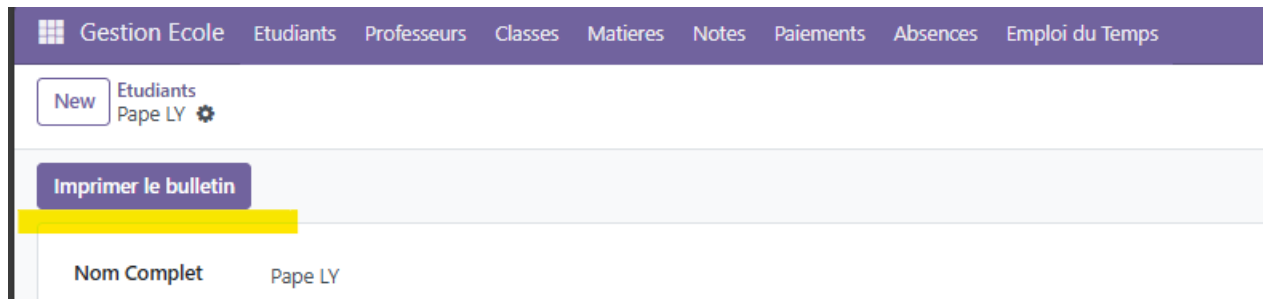 Gestion Ecole Etudiants Professeurs Classes Matieres Notes Paiements Absences Emploi du Temps
New Etudiants
Pape LY
Imprimer le bulletin
Nom Complet Pape LY